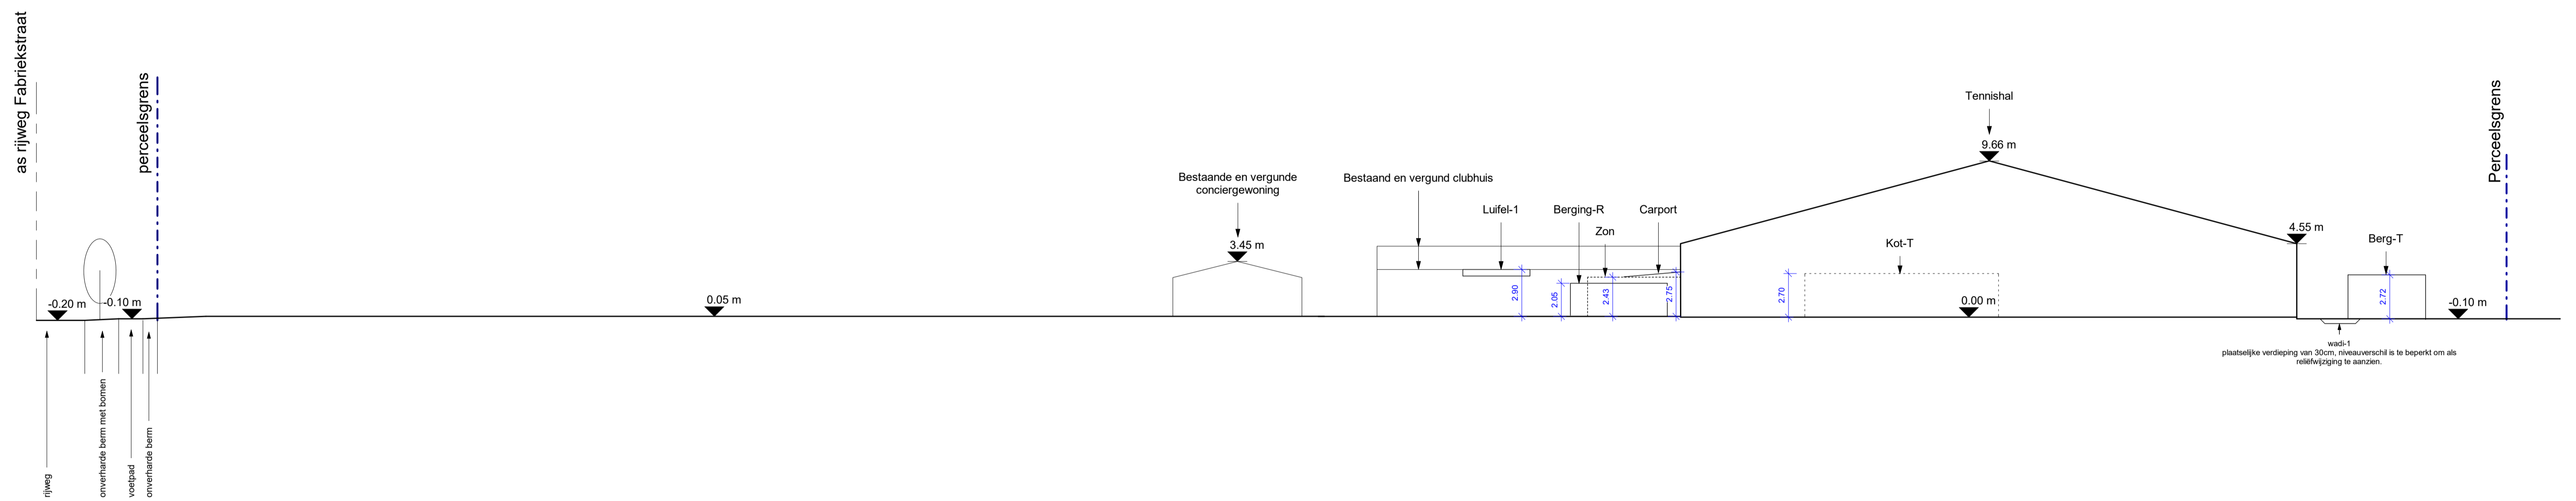 as rijweg Fabriekstraat
perceelsgrens
-0.20 m
-0.10 m
rijweg
onverharde berm met bomen
voetpad
onverharde berm
0.05 m
Bestaande en vergunde
conciergewoning
3.45 m
Bestaand en vergund clubhuis
Luifel-1
Berging-R
Zon
Carport
2.90
2.05
2.43
2.75
Tennishal
9.66 m
Kot-T
2.70
0.00 m
4.55 m
Berg-T
2.72
-0.10 m
wadi-1
plaatselijke verdieping van 30cm, niveauverschil is te beperkt om als
reliëfwijziging te aanzien.
Perceelsgrens